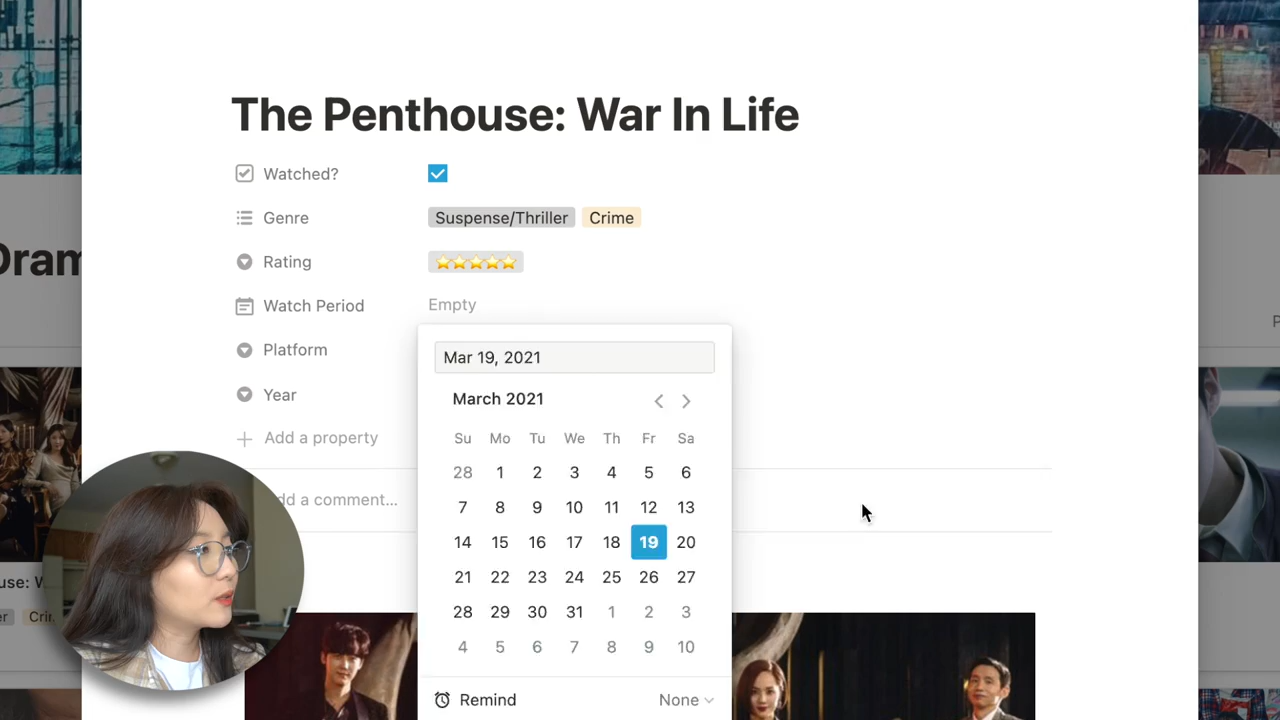 The Penthouse: War In Life
Watched?
Genre Suspense/Thriller Crime
Rating ⭐⭐⭐⭐⭐
Watch Period Empty
Platform
Year
Add a property
dd a comment...
Mar 19, 2021
March 2021
Su Mo Tu We Th Fr Sa
28 1 2 3 4 5 6
7 8 9 10 11 12 13
14 15 16 17 18 19 20
21 22 23 24 25 26 27
28 29 30 31 1 2 3
4 5 6 7 8 9 10
Remind None
Dram
use: W
er Crim